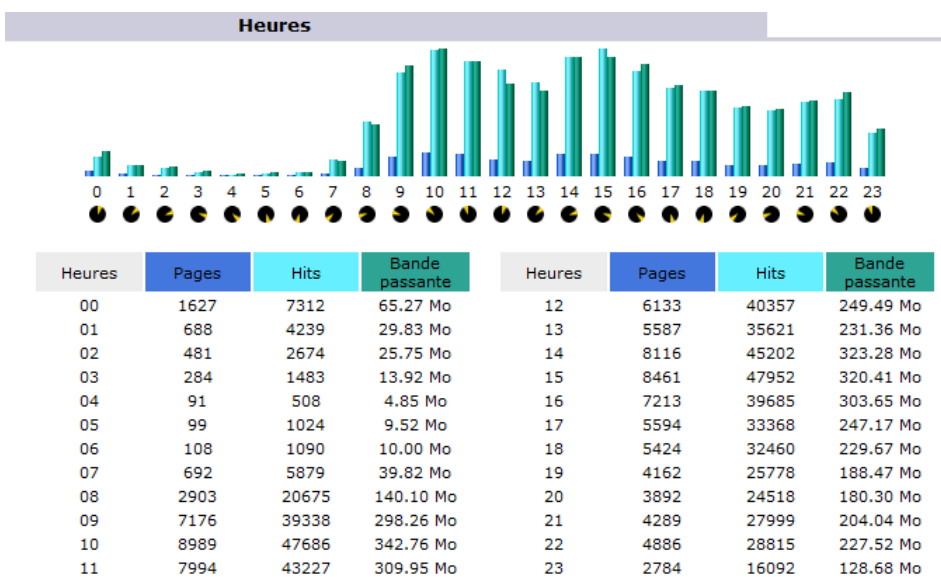 Heures
0 1 2 3 4 5 6 7 8 9 10 11 12 13 14 15 16 17 18 19 20 21 22 23
Heures Pages Hits Bande passante Heures Pages Hits Bande passante
00 1627 7312 65.27 Mo 12 6133 40357 249.49 Mo
01 688 4239 29.83 Mo 13 5587 35621 231.36 Mo
02 481 2674 25.75 Mo 14 8116 45202 323.28 Mo
03 284 1483 13.92 Mo 15 8461 47952 320.41 Mo
04 91 508 4.85 Mo 16 7213 39685 303.65 Mo
05 99 1024 9.52 Mo 17 5594 33368 247.17 Mo
06 108 1090 10.00 Mo 18 5424 32460 229.67 Mo
07 692 5879 39.82 Mo 19 4162 25778 188.47 Mo
08 2903 20675 140.10 Mo 20 3892 24518 180.30 Mo
09 7176 39338 298.26 Mo 21 4289 27999 204.04 Mo
10 8989 47686 342.76 Mo 22 4886 28815 227.52 Mo
11 7994 43227 309.95 Mo 23 2784 16092 128.68 Mo